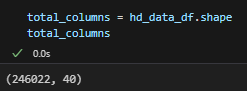 total_columns = hd_data_df.shape
total_columns
✓ 0.0s
(246022, 40)